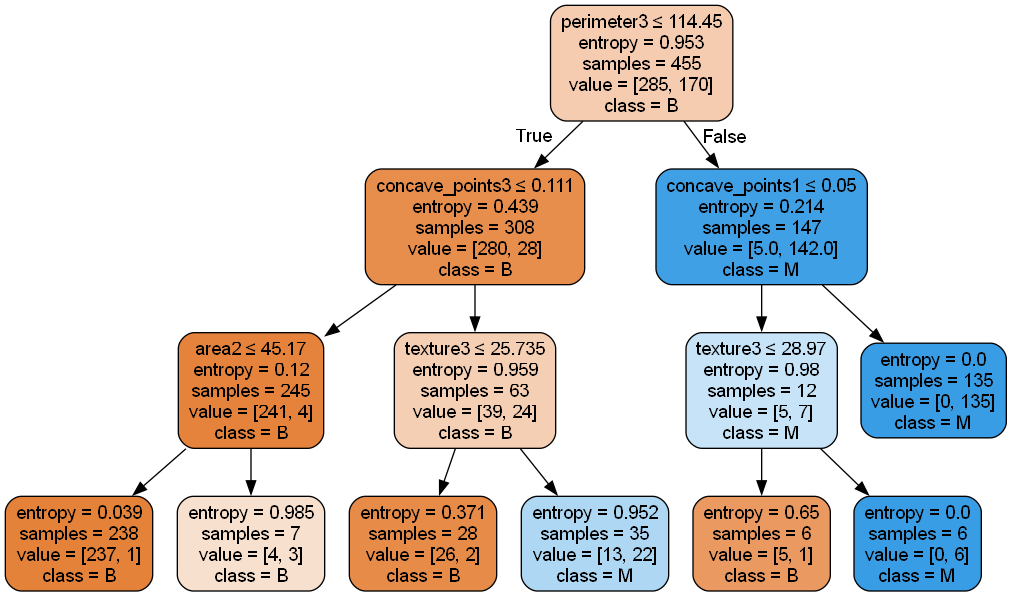 perimeter3 ≤ 114.45
entropy = 0.953
samples = 455
value = [285, 170]
class = B
True
False
concave_points3 ≤ 0.111
entropy = 0.439
samples = 308
value = [280, 28]
class = B
concave_points1 ≤ 0.05
entropy = 0.214
samples = 147
value = [5.0, 142.0]
class = M
area2 ≤ 45.17
entropy = 0.12
samples = 245
value = [241, 4]
class = B
texture3 ≤ 25.735
entropy = 0.959
samples = 63
value = [39, 24]
class = B
texture3 ≤ 28.97
entropy = 0.98
samples = 12
value = [5, 7]
class = M
entropy = 0.0
samples = 135
value = [0, 135]
class = M
entropy = 0.039
samples = 238
value = [237, 1]
class = B
entropy = 0.985
samples = 7
value = [4, 3]
class = B
entropy = 0.371
samples = 28
value = [26, 2]
class = B
entropy = 0.952
samples = 35
value = [13, 22]
class = M
entropy = 0.65
samples = 6
value = [5, 1]
class = B
entropy = 0.0
samples = 6
value = [0, 6]
class = M